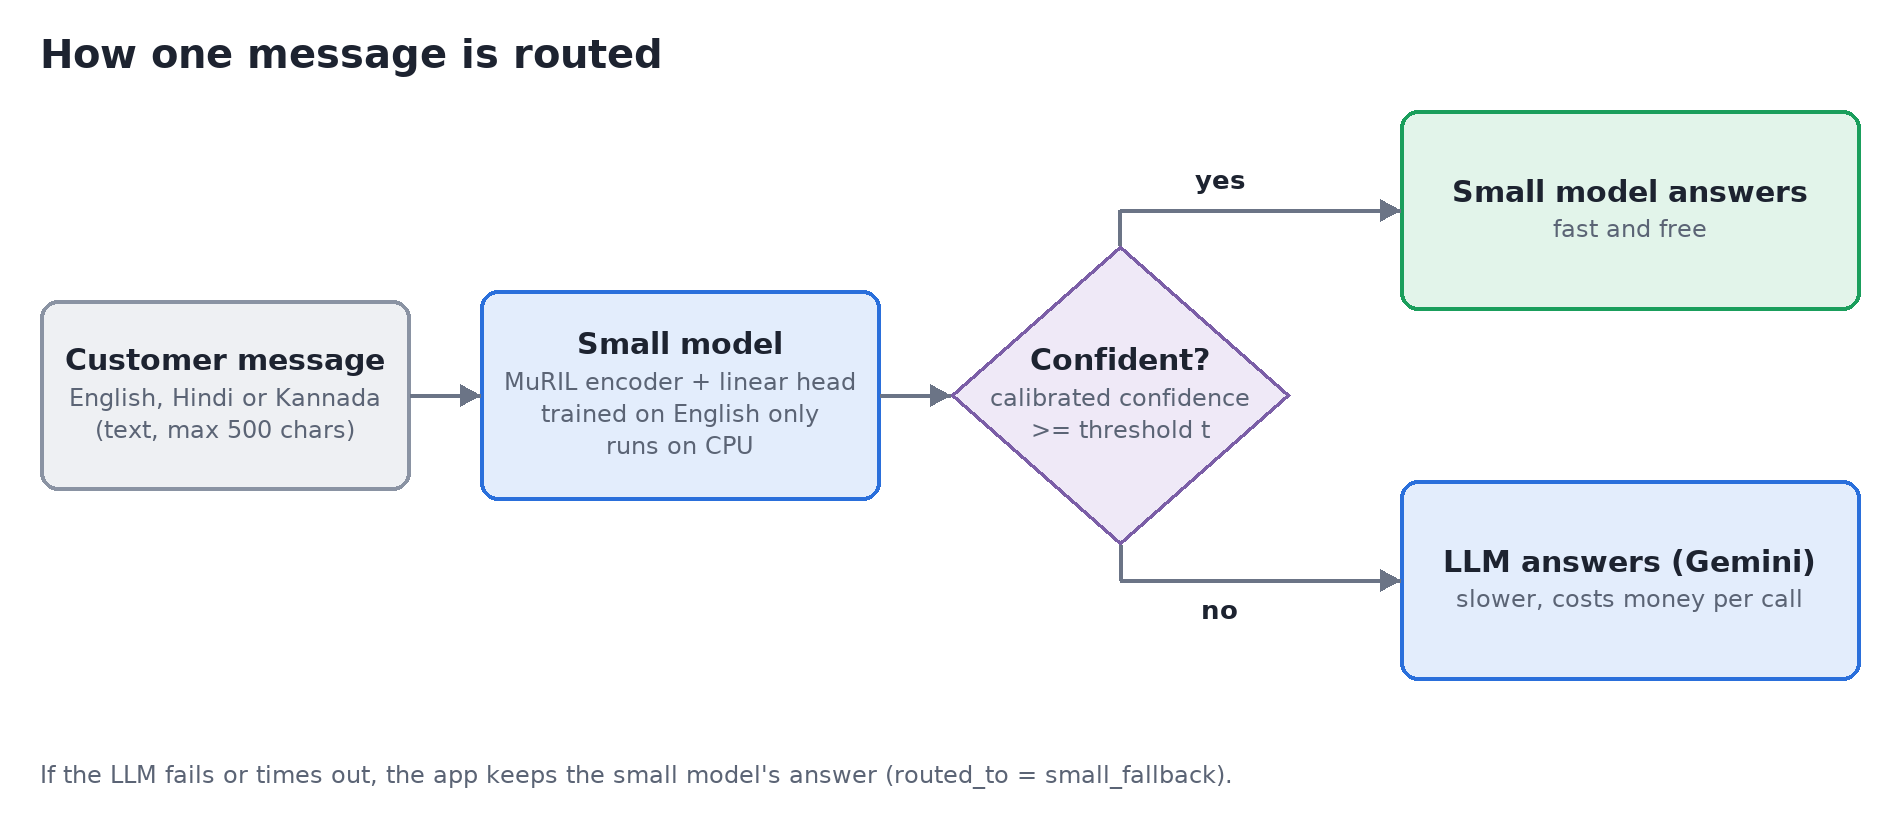 How one message is routed
Customer message
English, Hindi or Kannada
(text, max 500 chars)
Small model
MuRIL encoder + linear head
trained on English only
runs on CPU
Confident?
calibrated confidence
>= threshold t
yes
Small model answers
fast and free
no
LLM answers (Gemini)
slower, costs money per call
If the LLM fails or times out, the app keeps the small model's answer (routed_to = small_fallback).